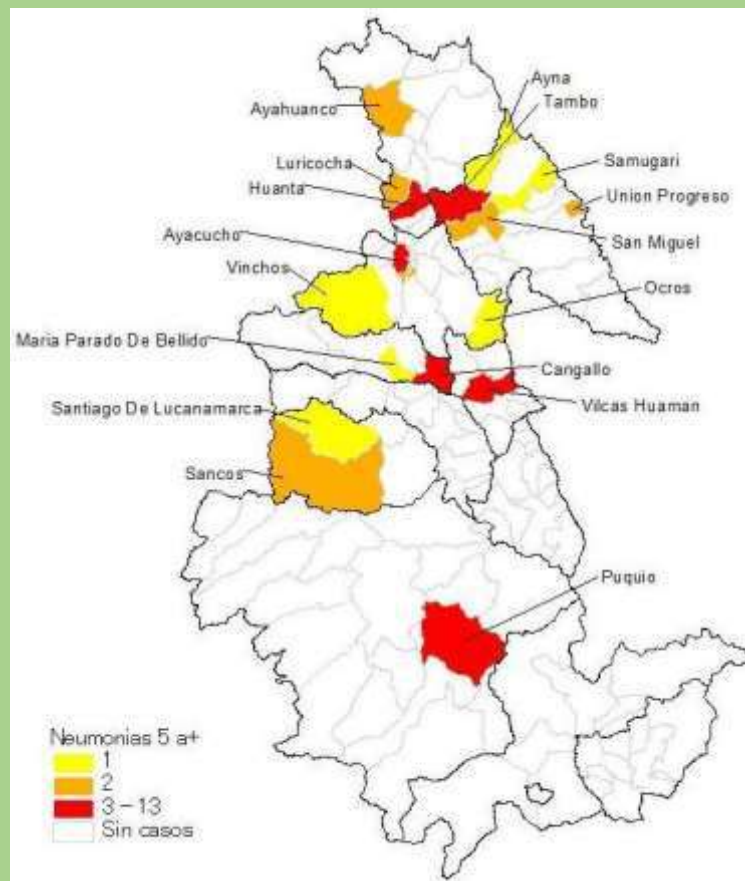 Ayna
Tambo
Ayahuanco
Samugari
Luricocha
Huanta
Union Progreso
Ayacucho
San Miguel
Vinchos
Ocros
Maria Parado De Bellido
Cangallo
Vilcas Huaman
Santiago De Lucanamarca
Sancos
Puquio
Neumonias 5 a+
1
2
3 - 13
Sin casos